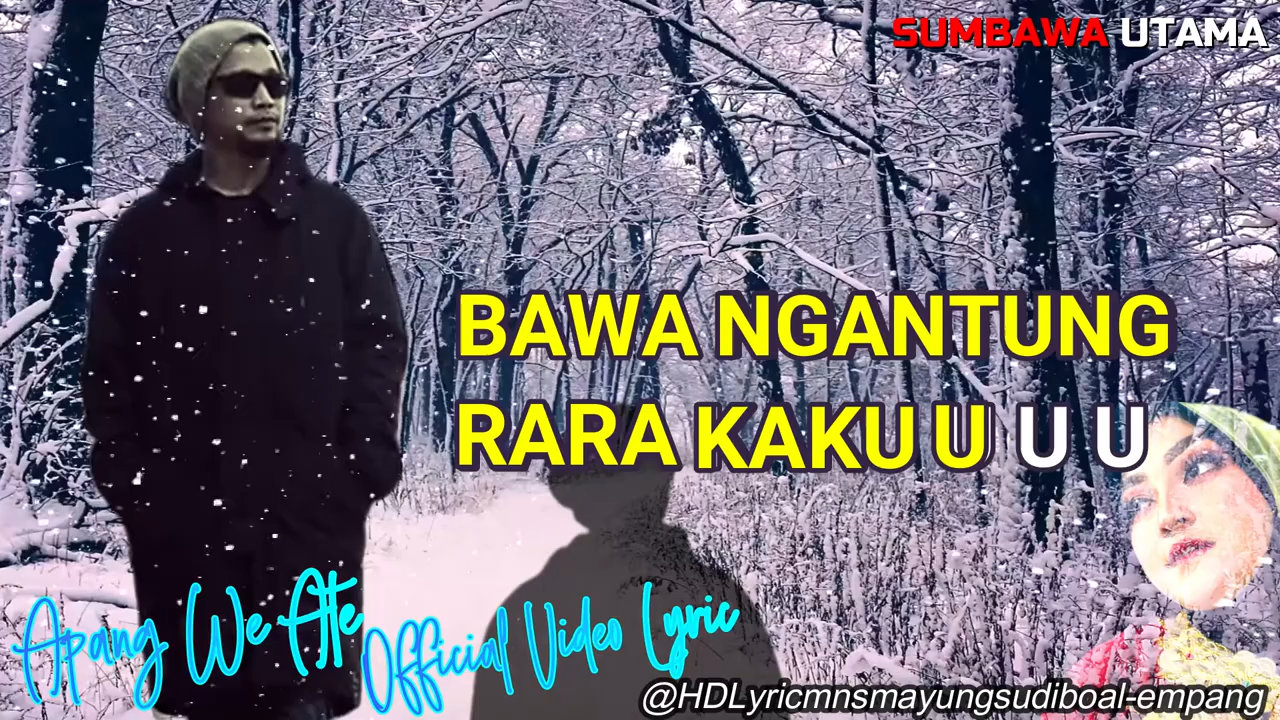 SUMBAWA UTAMA
BAWA NGANTUNG
RARA KAKU U U U
Apang We Ate
Official Video Lyric
@HDLyricmnsmayungsudiboal-empang